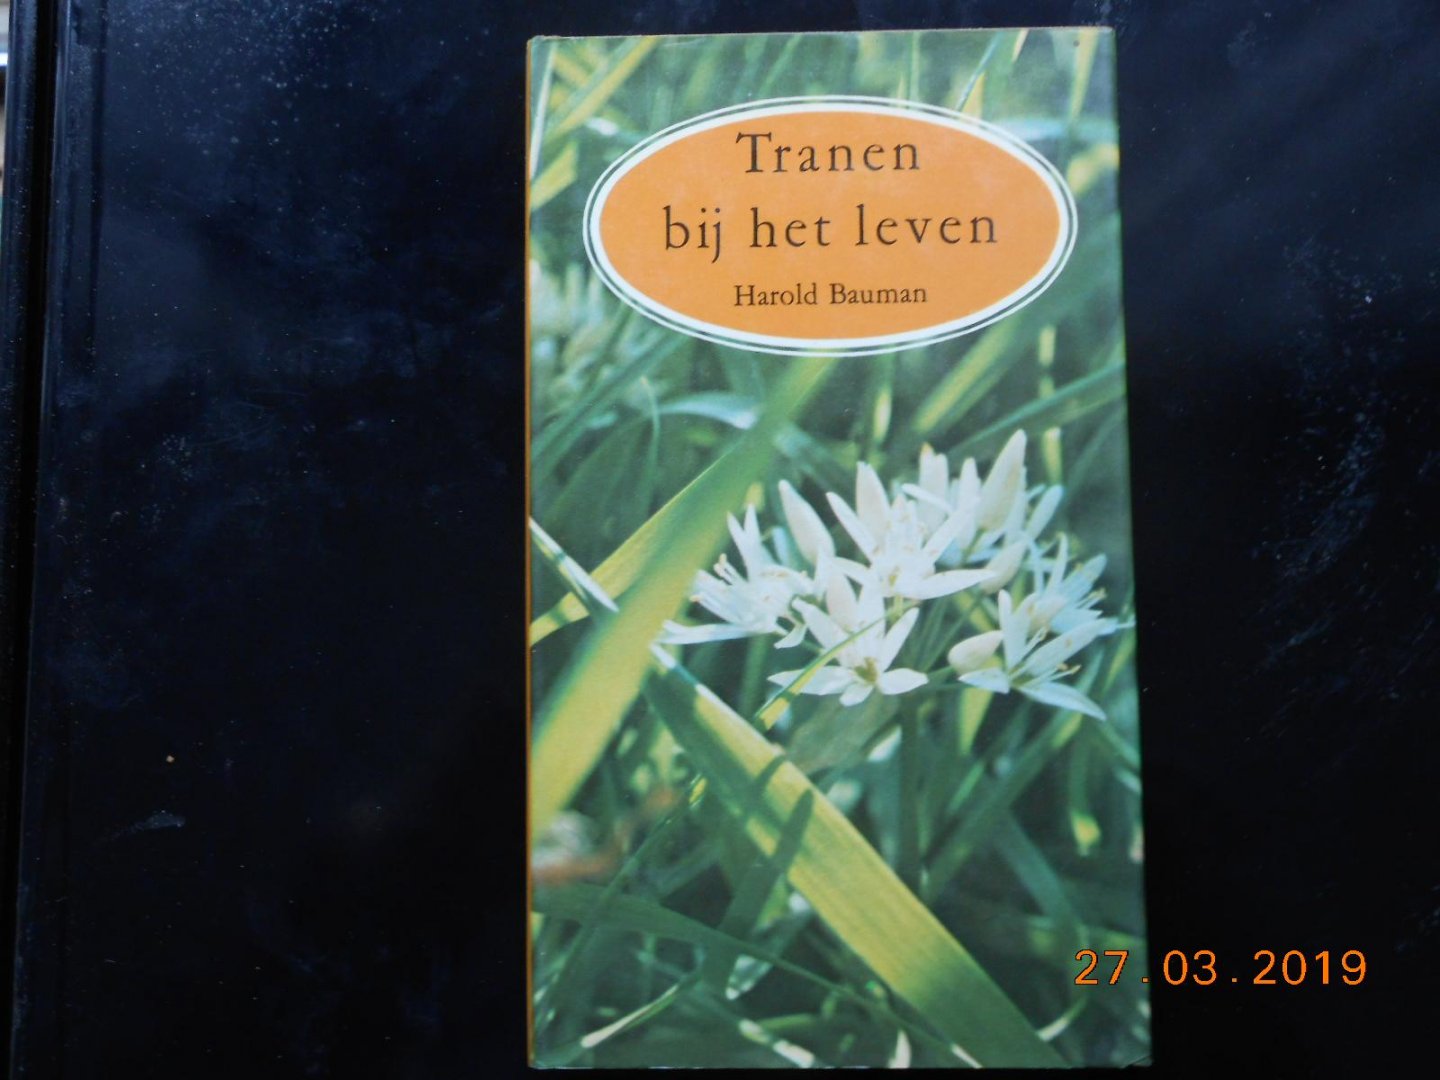 Tranen
bij het leven
Harold Bauman
27.03.2019